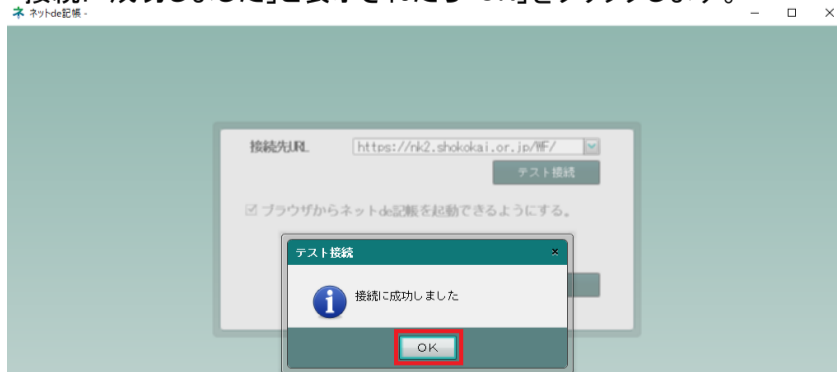 ネットde記帳 -
接続先URL
https://nk2.shokokai.or.jp/WF/
テスト接続
ブラウザからネットde記帳を起動できるようにする。
テスト接続
接続に成功しました
OK